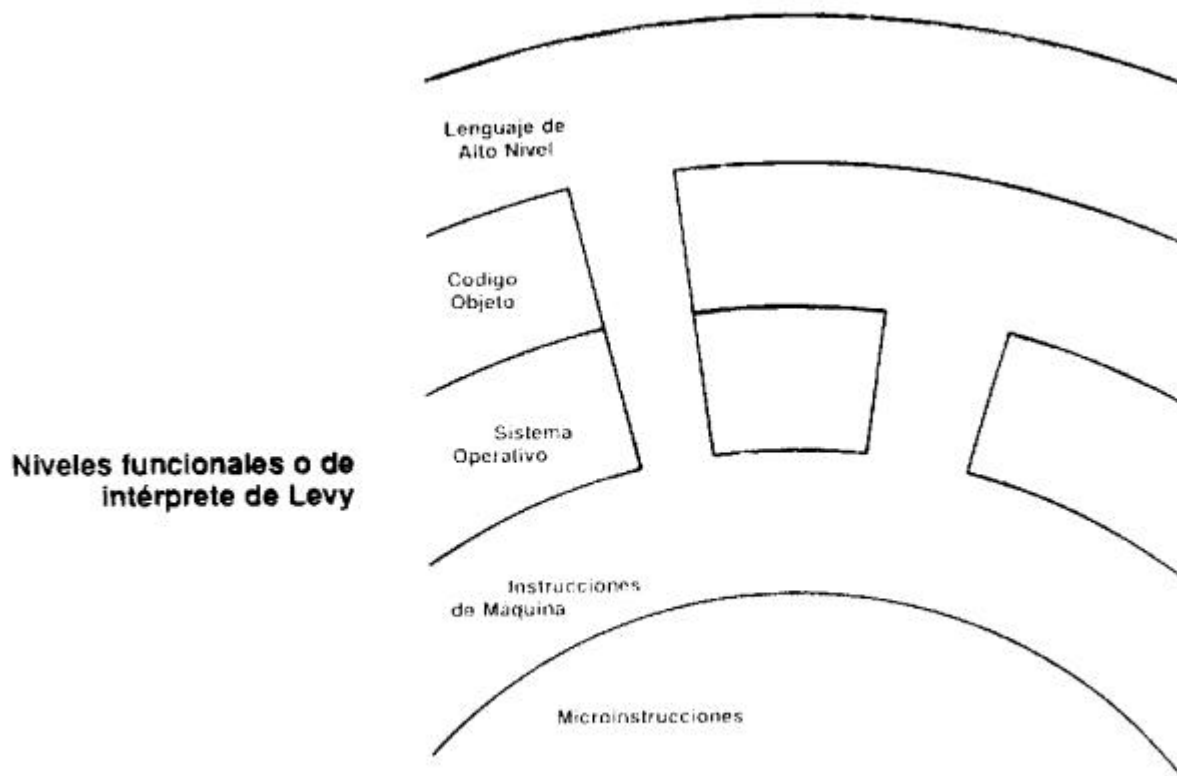 Lenguaje de
Alto Nivel
Codigo
Objeto
Sistema
Operativo
Niveles funcionales o de
intérprete de Levy
Instrucciones
de Maquina
Microinstrucciones